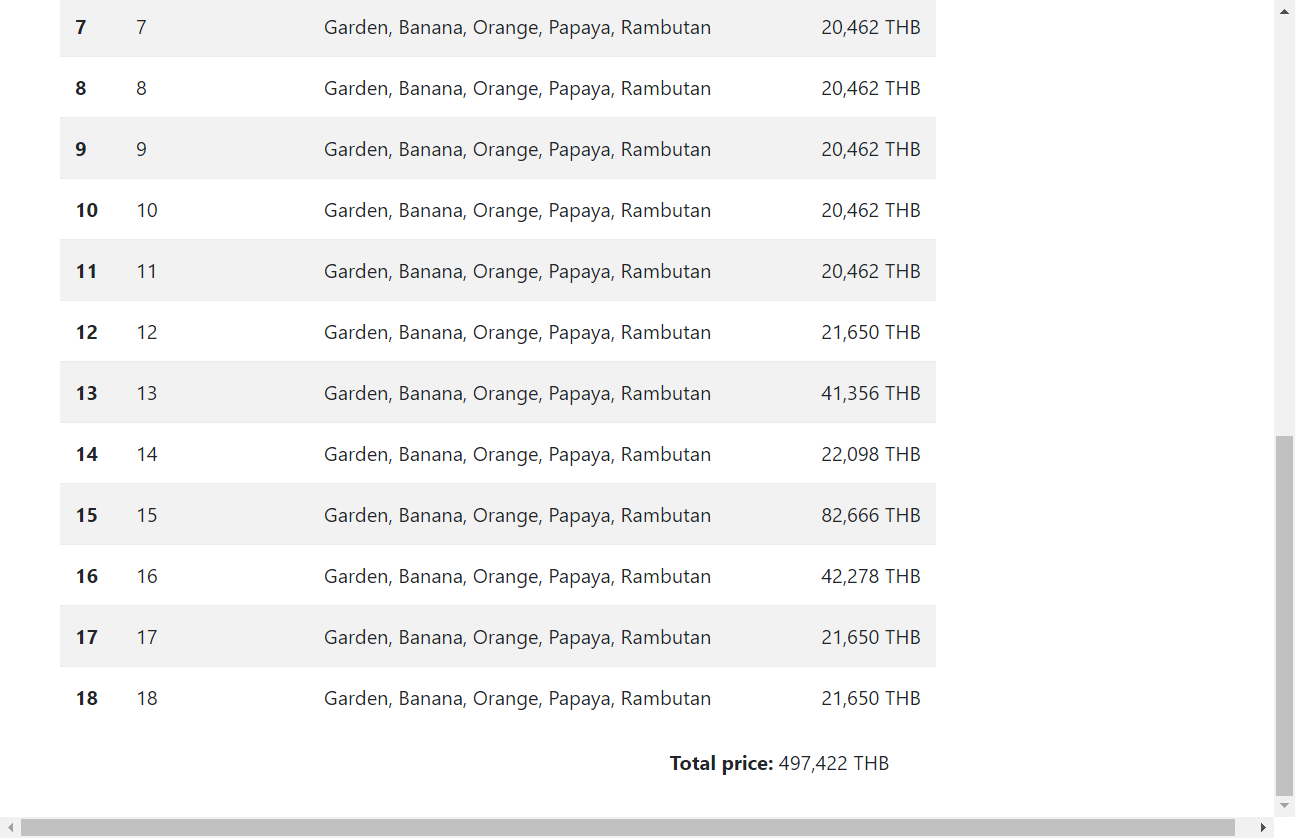 7 7 Garden, Banana, Orange, Papaya, Rambutan 20,462 THB
8 8 Garden, Banana, Orange, Papaya, Rambutan 20,462 THB
9 9 Garden, Banana, Orange, Papaya, Rambutan 20,462 THB
10 10 Garden, Banana, Orange, Papaya, Rambutan 20,462 THB
11 11 Garden, Banana, Orange, Papaya, Rambutan 20,462 THB
12 12 Garden, Banana, Orange, Papaya, Rambutan 21,650 THB
13 13 Garden, Banana, Orange, Papaya, Rambutan 41,356 THB
14 14 Garden, Banana, Orange, Papaya, Rambutan 22,098 THB
15 15 Garden, Banana, Orange, Papaya, Rambutan 82,666 THB
16 16 Garden, Banana, Orange, Papaya, Rambutan 42,278 THB
17 17 Garden, Banana, Orange, Papaya, Rambutan 21,650 THB
18 18 Garden, Banana, Orange, Papaya, Rambutan 21,650 THB
Total price: 497,422 THB